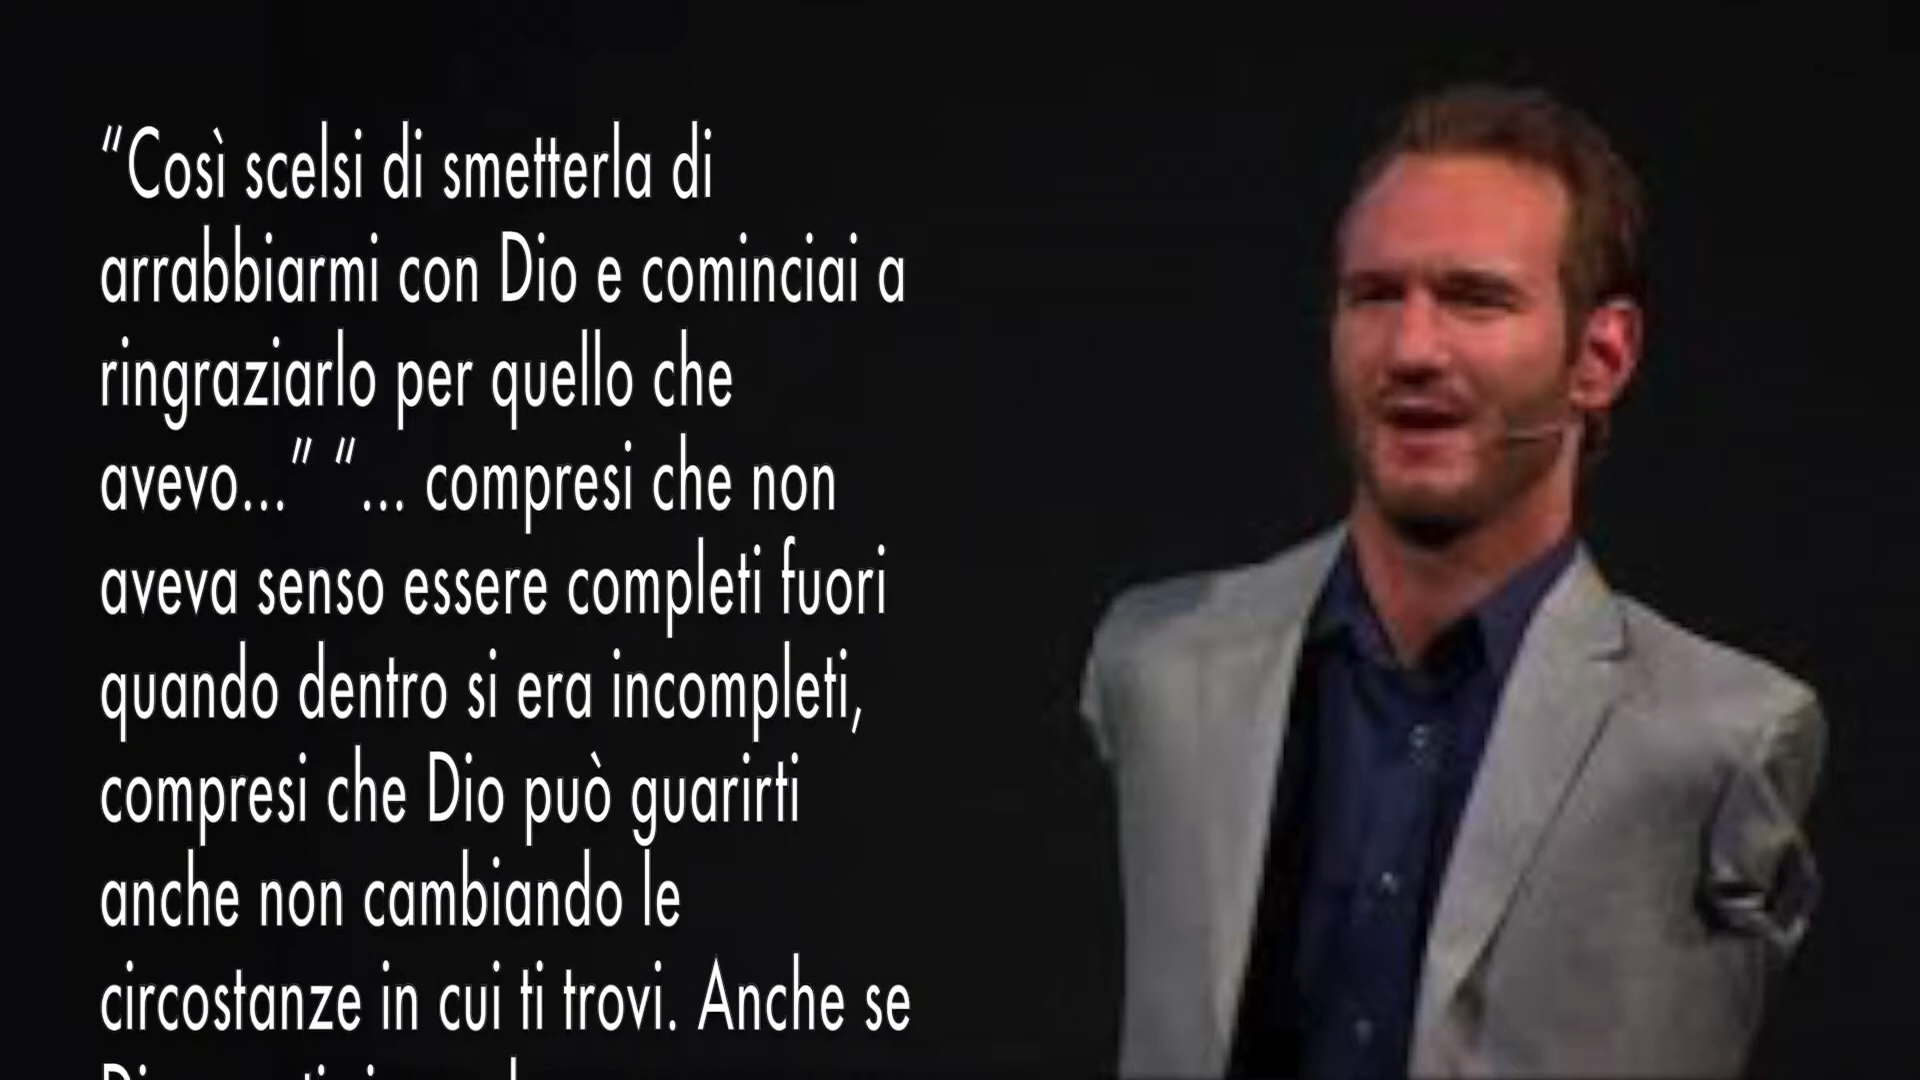 “Così scelsi di smetterla di
arrabbiarmi con Dio e cominciai a
ringraziarlo per quello che
avevo...” “... compresi che non
aveva senso essere completi fuori
quando dentro si era incompleti,
compresi che Dio può guarirti
anche non cambiando le
circostanze in cui ti trovi. Anche se